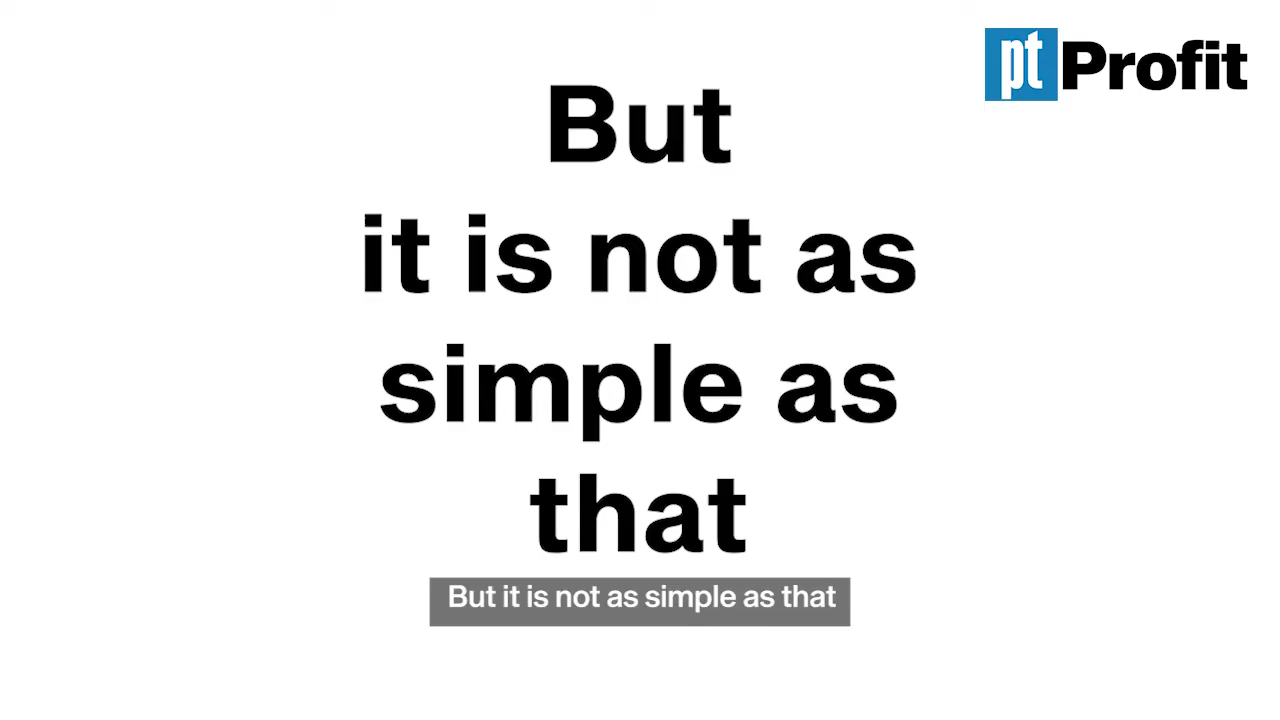 pt Profit
But
it is not as
simple as
that
But it is not as simple as that